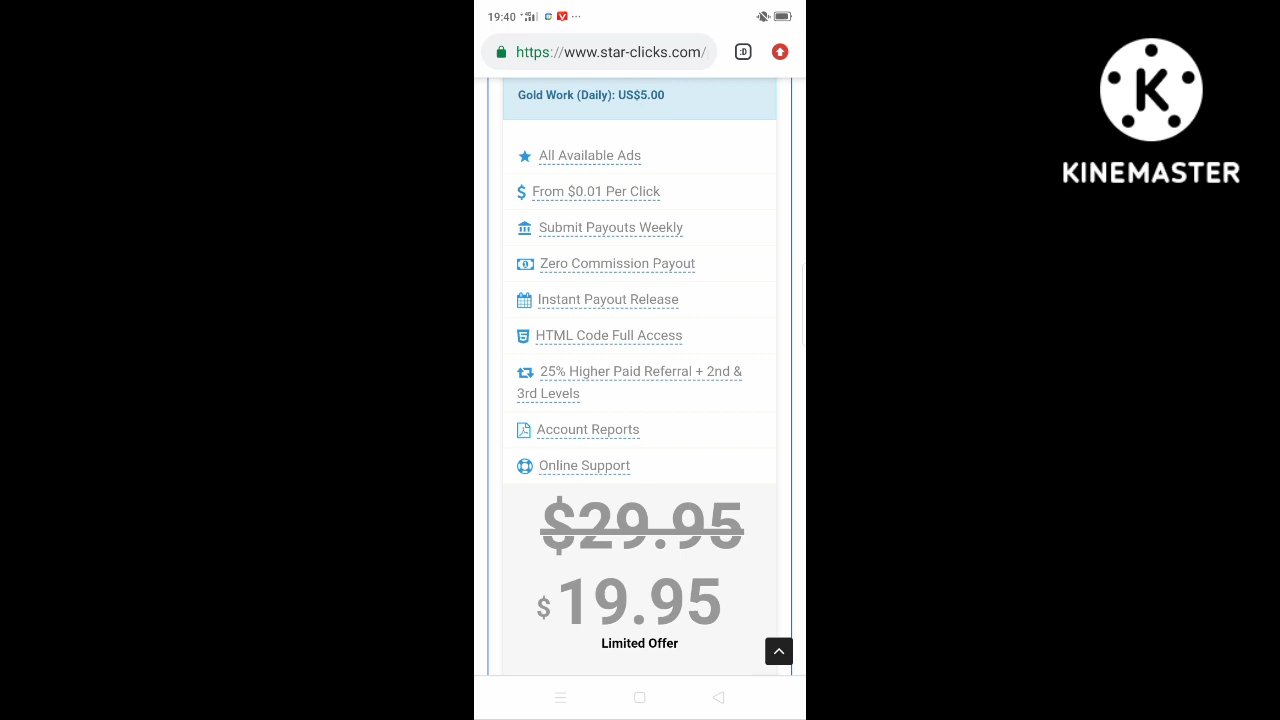 19:40
https://www.star-clicks.com/
:D
K
KINEMASTER
Gold Work (Daily): US$5.00
All Available Ads
$ From $0.01 Per Click
Submit Payouts Weekly
Zero Commission Payout
Instant Payout Release
HTML Code Full Access
25% Higher Paid Referral + 2nd &
3rd Levels
Account Reports
Online Support
$29.95
$19.95
Limited Offer